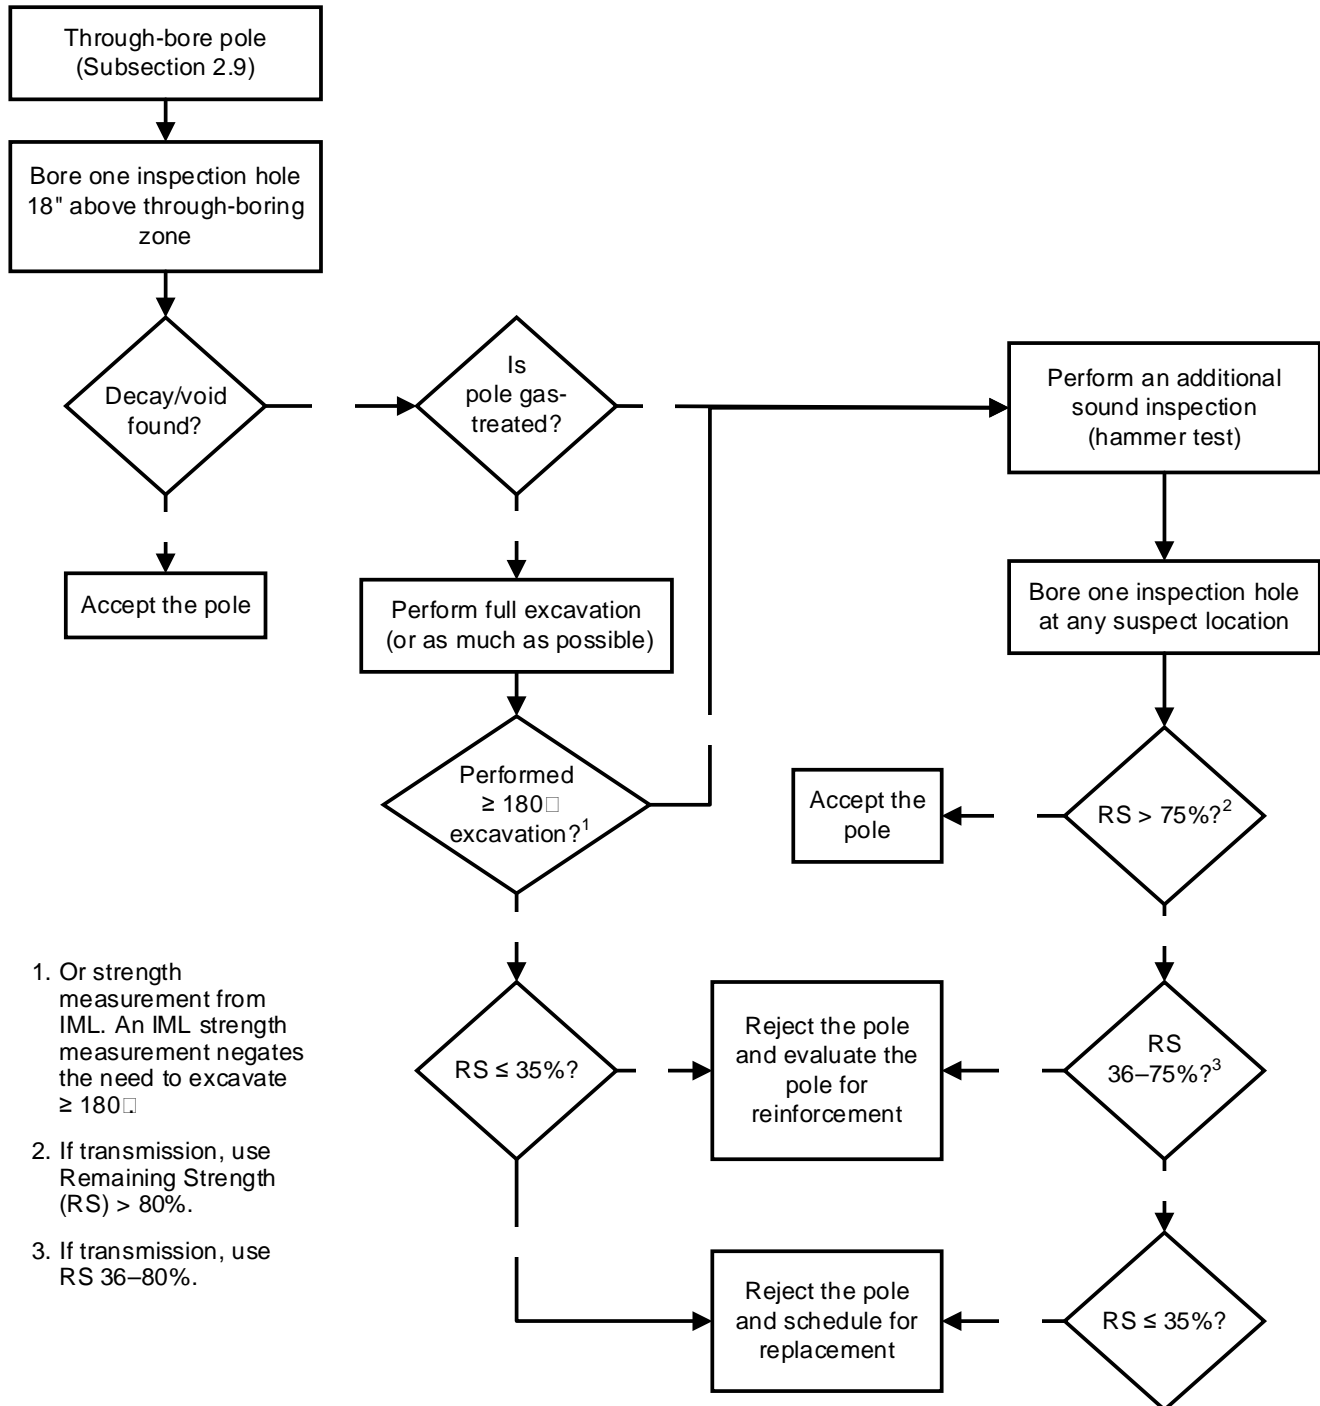 Through-bore pole
(Subsection 2.9)
Bore one inspection hole
18" above through-boring
zone
Decay/void
found?
Is
pole gas-
treated?
Perform an additional
sound inspection
(hammer test)
Accept the pole
Perform full excavation
(or as much as possible)
Bore one inspection hole
at any suspect location
Performed
≥ 180□
excavation?¹
Accept the
pole
RS > 75%?²
1. Or strength
measurement from
IML. An IML strength
measurement negates
the need to excavate
≥ 180□.
2. If transmission, use
Remaining Strength
(RS) > 80%.
3. If transmission, use
RS 36–80%.
RS ≤ 35%?
Reject the pole
and evaluate the
pole for
reinforcement
RS
36–75%?³
Reject the pole
and schedule for
replacement
RS ≤ 35%?